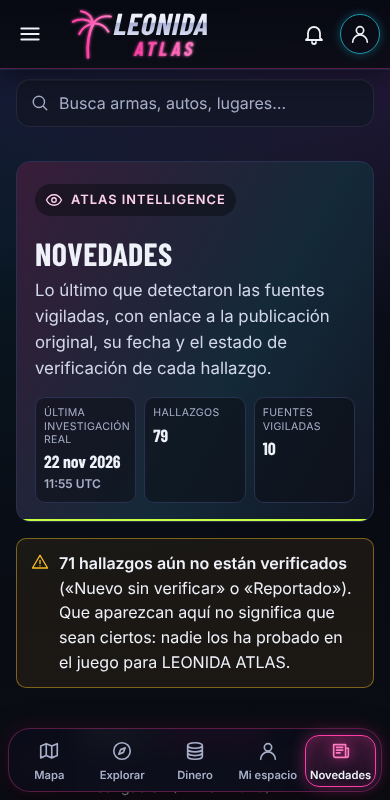 LEONIDA
ATLAS
Busca armas, autos, lugares...
ATLAS INTELLIGENCE
NOVEDADES
Lo último que detectaron las fuentes
vigiladas, con enlace a la publicación
original, su fecha y el estado de
verificación de cada hallazgo.
ÚLTIMA
INVESTIGACIÓN
REAL
22 nov 2026
11:55 UTC
HALLAZGOS
79
FUENTES
VIGILADAS
10
71 hallazgos aún no están verificados
(«Nuevo sin verificar» o «Reportado»).
Que aparezcan aquí no significa que
sean ciertos: nadie los ha probado en
el juego para LEONIDA ATLAS.
Mapa
Explorar
Dinero
Mi espacio
Novedades